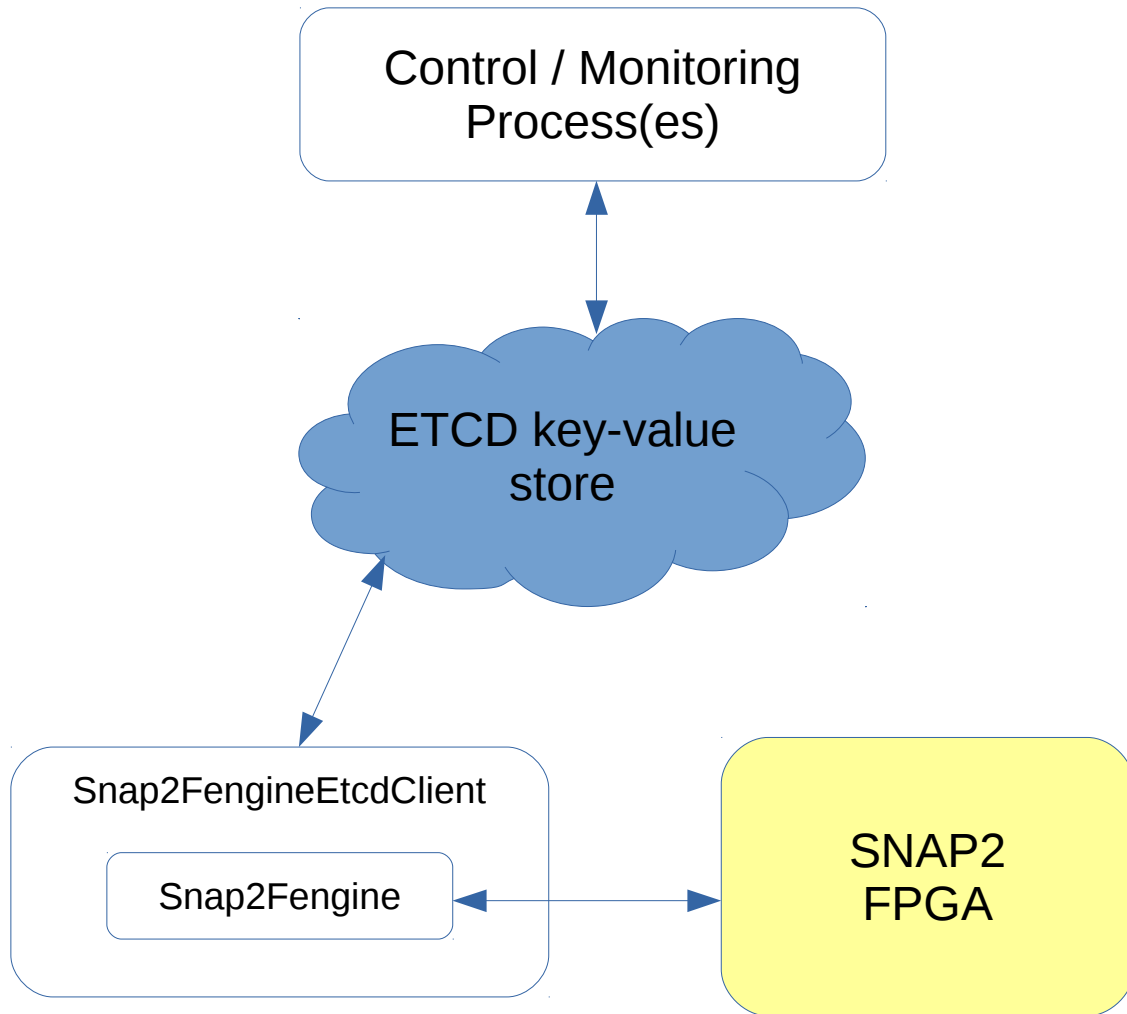 Control / Monitoring
Process(es)
ETCD key-value
store
Snap2FengineEtcdClient
Snap2Fengine
SNAP2
FPGA